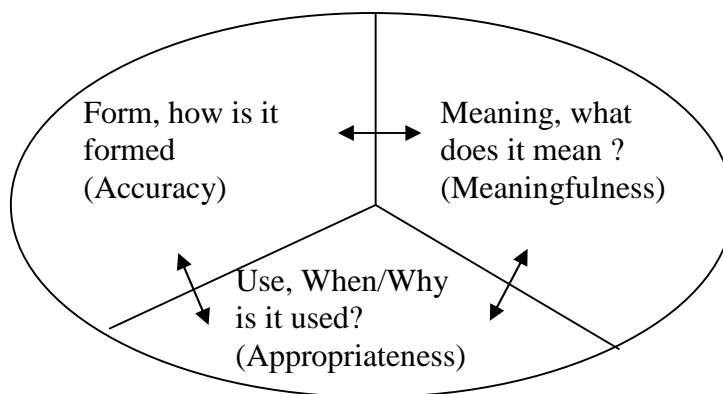 Form, how is it
formed
(Accuracy)
Meaning, what
does it mean ?
(Meaningfulness)
Use, When/Why
is it used?
(Appropriateness)